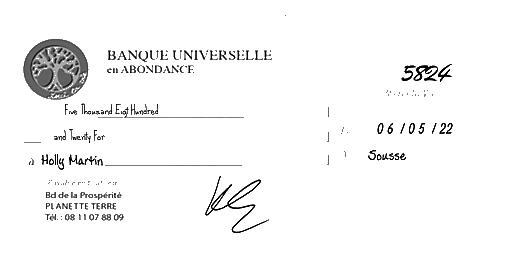 BANQUE UNIVERSELLE
en ABONDANCE
5824
Five Thousand Eigt Hundred
and Twenty For
06/05/22
à Holly Martin
Sousse
Bd de la Prospérité
PLANETTE TERRE
Tél. : 08 11 07 88 09